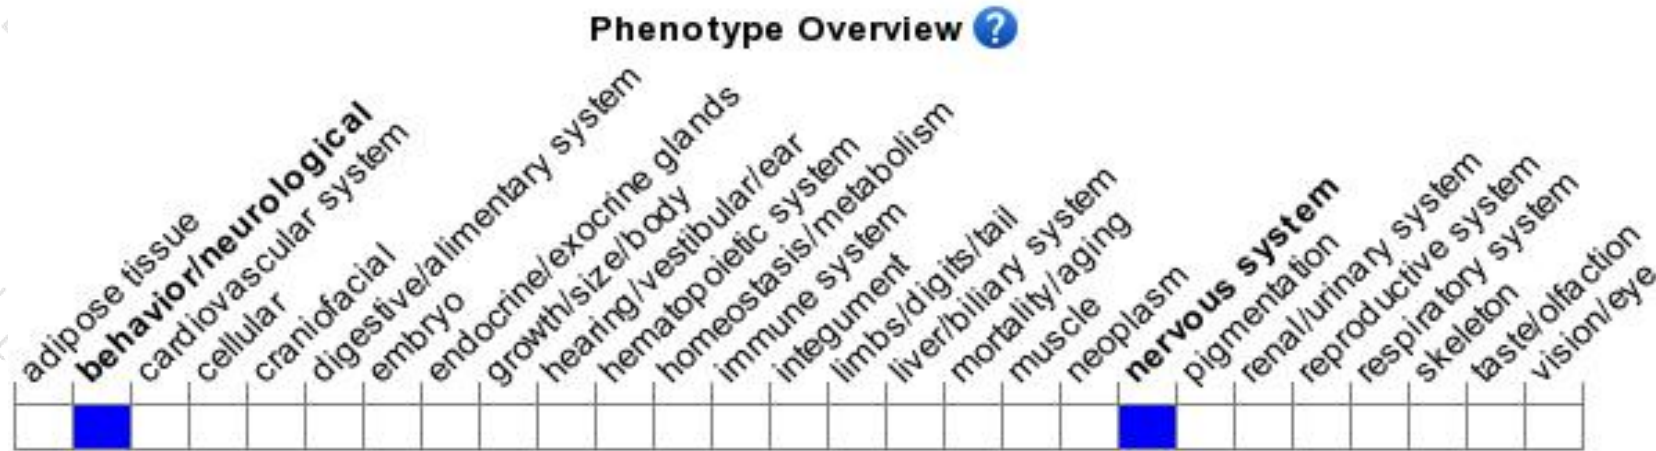 Phenotype Overview ?
adipose tissue
behavior/neurological
cardiovascular system
cellular
craniofacial
digestive/alimentary system
embryo
endocrine/exocrine glands
growth/size/body
hearing/vestibular/ear
hematopoietic system
homeostasis/metabolism
immune system
integument
limbs/digits/tail
liver/biliary system
mortality/aging
muscle
neoplasm
nervous system
pigmentation
renal/urinary system
reproductive system
respiratory system
skeleton
taste/olfaction
vision/eye